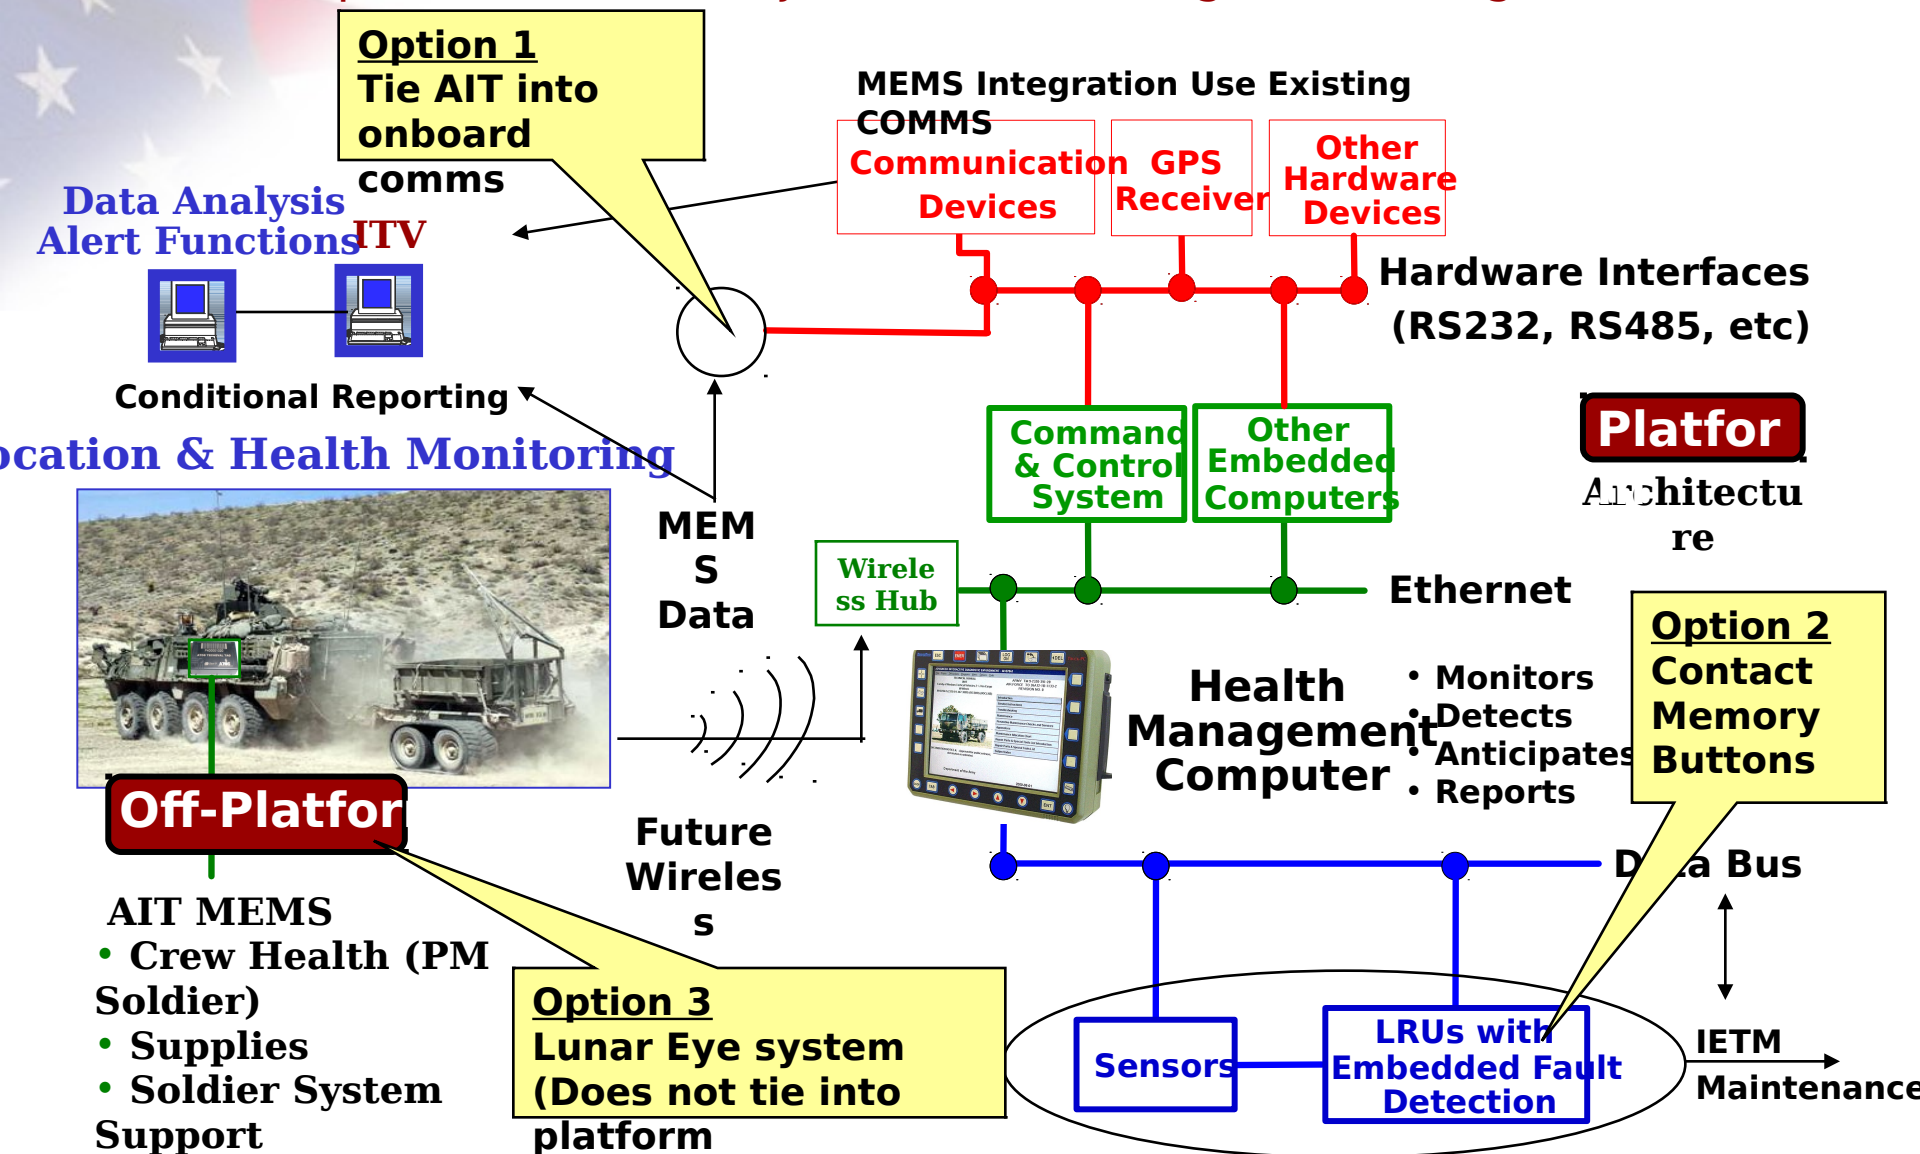 Option 1
Tie AIT into
onboard
comms
MEMS Integration Use Existing
COMMS
Communication
Devices
GPS
Receiver
Other
Hardware
Devices
Data Analysis
Alert Functions
ITV
Hardware Interfaces
(RS232, RS485, etc)
Conditional Reporting
ocation & Health Monitoring
Command
& Control
System
Other
Embedded
Computers
Platfor
Architectu
re
MEM
S
Data
Wirele
ss Hub
Ethernet
Option 2
Contact
Memory
Buttons
Health
Management
Computer
• Monitors
• Detects
• Anticipates
• Reports
Off-Platfor
Future
Wireles
s
Data Bus
AIT MEMS
• Crew Health (PM
Soldier)
• Supplies
• Soldier System
Support
Option 3
Lunar Eye system
(Does not tie into
platform
Sensors
LRUs with
Embedded Fault
Detection
IETM
Maintenance